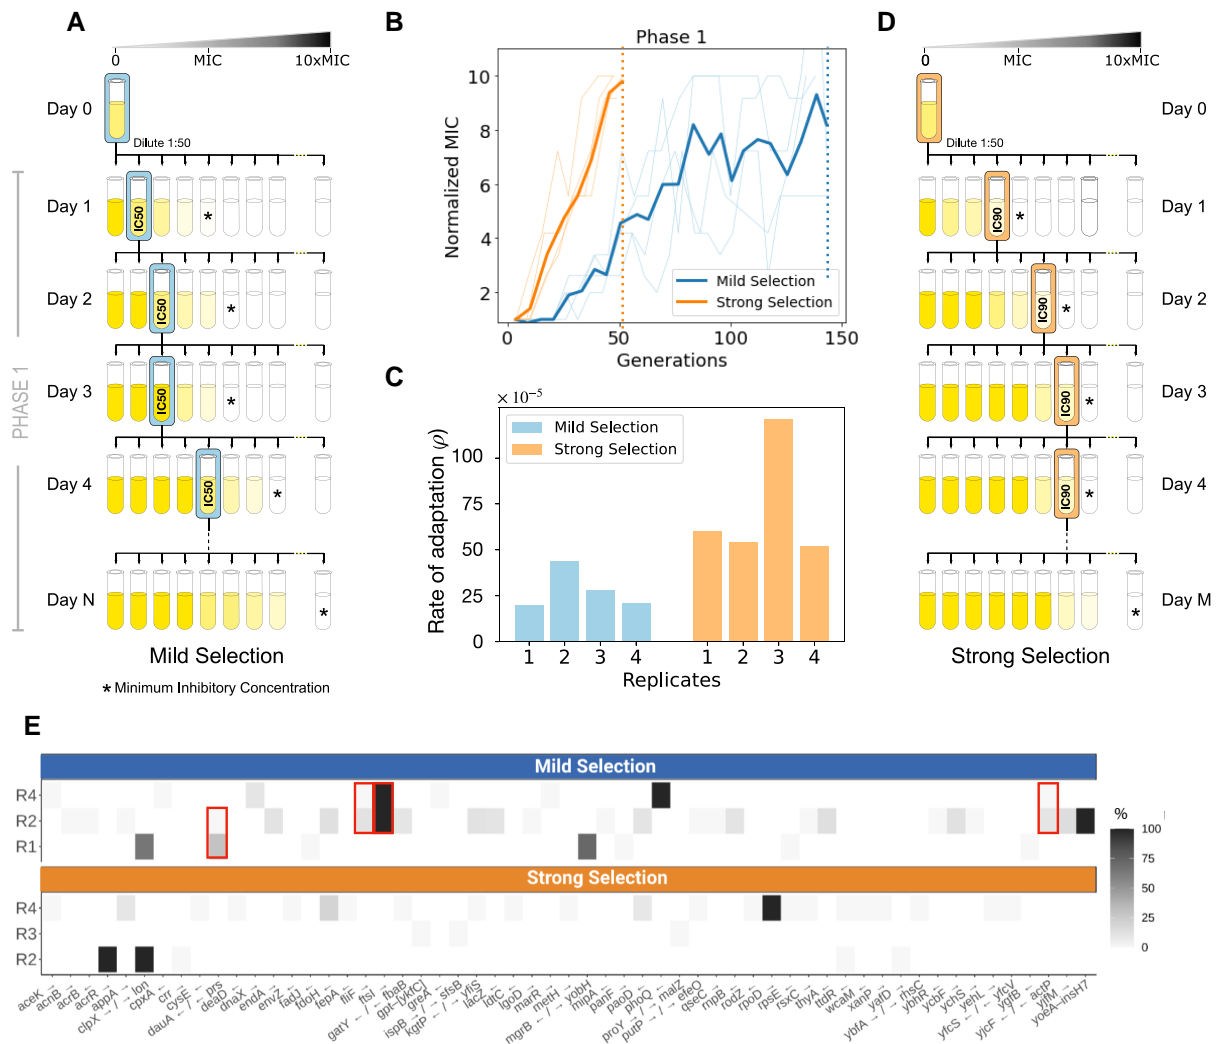 A
0 MIC 10xMIC
Day 0
Dilute 1:50
Day 1
IC50
*
Day 2
IC50
*
PHASE 1
Day 3
IC50
*
Day 4
IC50
*
Day N
*
Mild Selection
* Minimum Inhibitory Concentration
B
Phase 1
Normalized MIC
10
8
6
4
2
Mild Selection
Strong Selection
0 50 100 150
Generations
C
× 10⁻⁵
Mild Selection
Strong Selection
Rate of adaptation (ρ)
100
75
50
25
0
1 2 3 4 1 2 3 4
Replicates
D
0 MIC 10xMIC
Day 0
Dilute 1:50
Day 1
IC90
*
Day 2
IC90
*
Day 3
IC90
*
Day 4
IC90
*
Day M
*
Strong Selection
E
Mild Selection
R4
R2
R1
Strong Selection
R4
R3
R2
%
100
75
50
25
0
aceK →
acnB →
acrB ←
acrR →
appA →
clpX → / → lon
cpxA ←
crr →
cysE ←
dauA ← / ← prs
deaD ←
dnaX →
endA →
envZ ←
fadJ ←
fdoH ←
lepA ←
fliF →
ftsI →
gatY ← / ← fbaB
gpt-[ykfC]
greA ←
ispB → / → sfsB
kgtP ← / → yfiS
lacZ ←
ldtC ←
lgoD →
marR →
metH →
mgrB ← / ← yobH
mipA ←
panF →
paoD ←
phoQ ←
proY → / → malZ
putP → / → efeO
qseC →
rnpB ←
rodZ ←
rpoD →
rpsE ←
rsxC →
thyA ←
ttdR ←
wcaM ←
xanP →
yafD →
ybfA → / → rhsC
ybhR ←
ycbF →
ychS →
yehL →
yfcS ← / ← yfcV
ygfB ←
yjcF ← / ← actP
yjfM →
yoeA-insH7